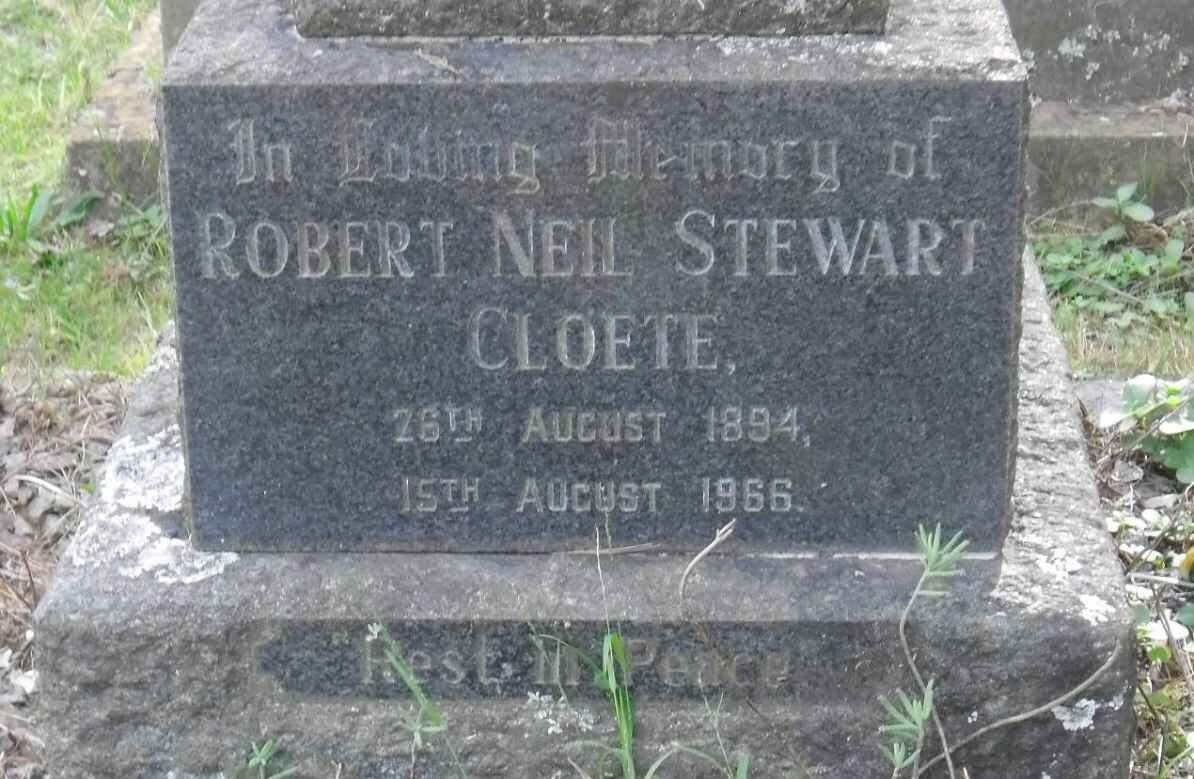 In Loving Memory of
ROBERT NEIL STEWART
CLOETE,
26TH AUGUST 1894,
15TH AUGUST 1966.
Rest in Peace